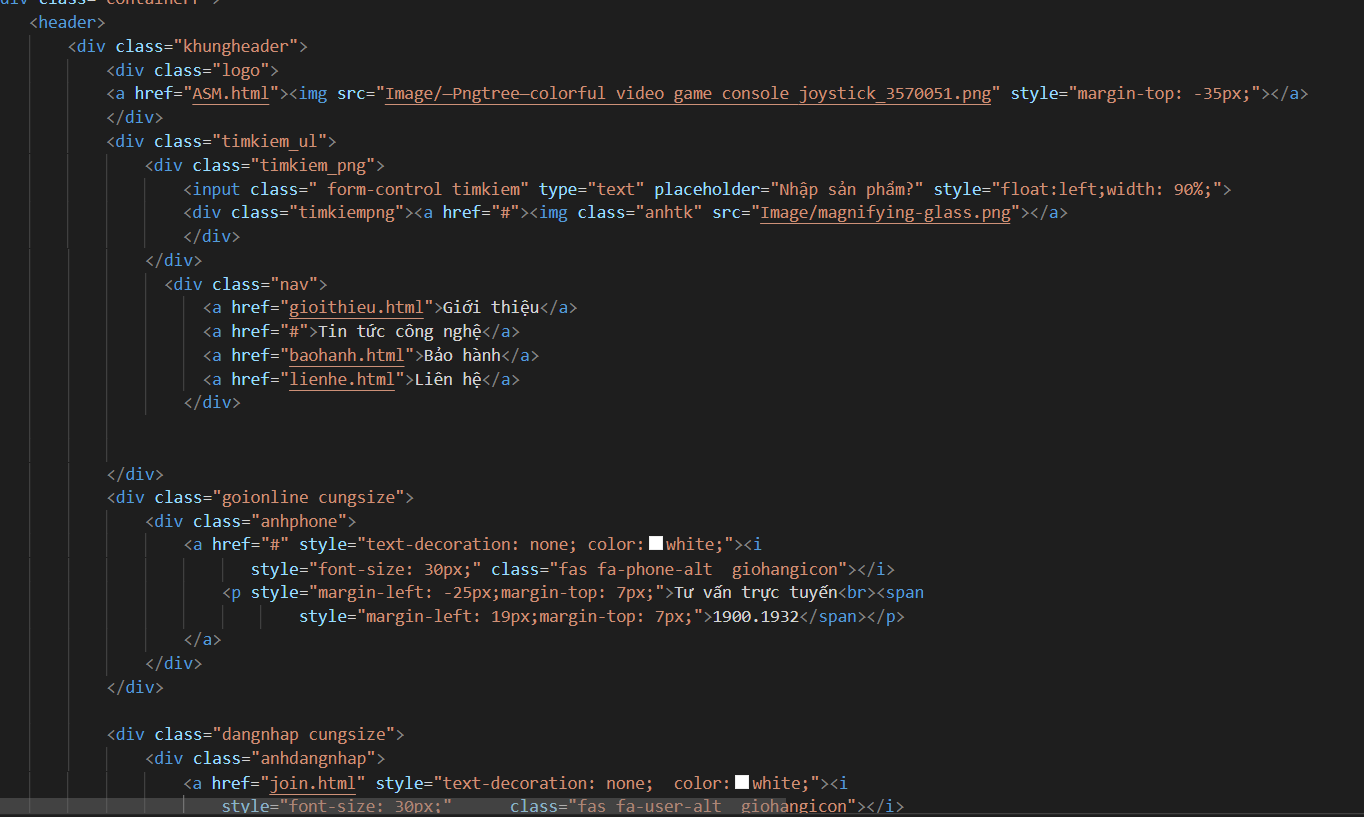 <div class="container1">
<header>
<div class="khungheader">
<div class="logo">
<a href="ASM.html"><img src="Image/—Pngtree—colorful video game console joystick_3570051.png" style="margin-top: -35px;"></a>
</div>
<div class="timkiem_ul">
<div class="timkiem_png">
<input class=" form-control timkiem" type="text" placeholder="Nhập sản phẩm?" style="float:left;width: 90%;">
<div class="timkiempng"><a href="#"><img class="anhtk" src="Image/magnifying-glass.png"></a>
</div>
</div>
<div class="nav">
<a href="gioithieu.html">Giới thiệu</a>
<a href="#">Tin tức công nghệ</a>
<a href="baohanh.html">Bảo hành</a>
<a href="lienhe.html">Liên hệ</a>
</div>
</div>
<div class="goionline cungsize">
<div class="anhphone">
<a href="#" style="text-decoration: none; color:white;"><i
style="font-size: 30px;" class="fas fa-phone-alt  giohangicon"></i>
<p style="margin-left: -25px;margin-top: 7px;">Tư vấn trực tuyến<br><span
style="margin-left: 19px;margin-top: 7px;">1900.1932</span></p>
</a>
</div>
</div>
<div class="dangnhap cungsize">
<div class="anhdangnhap">
<a href="join.html" style="text-decoration: none;  color:white;"><i
style="font-size: 30px;"      class="fas fa-user-alt  giohangicon"></i>